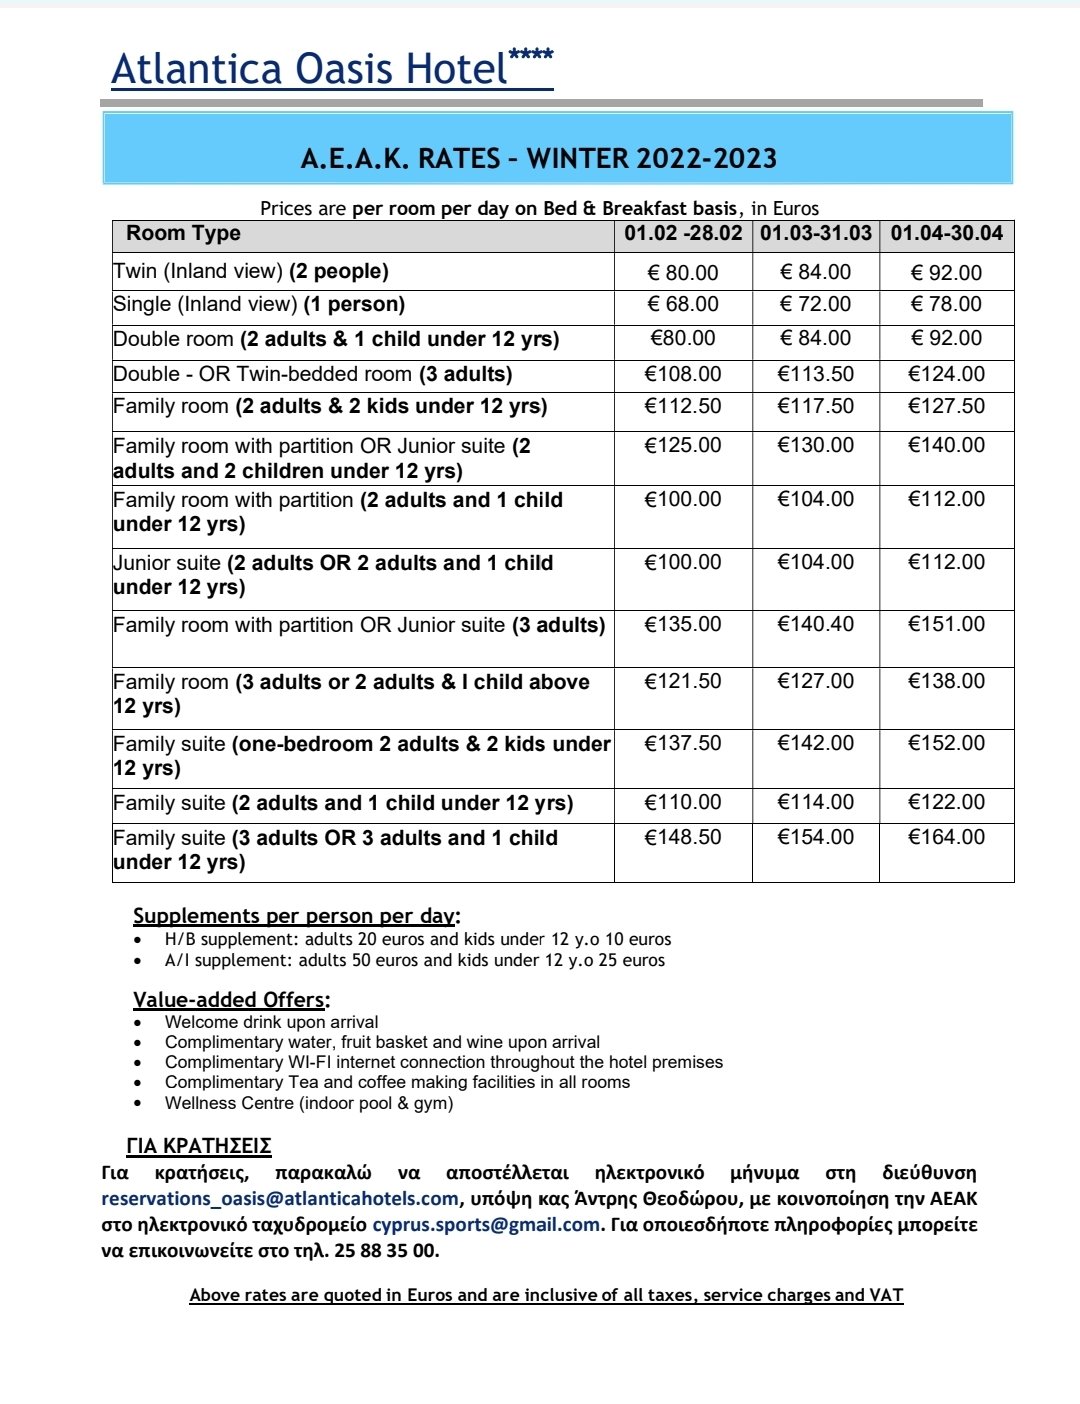 Atlantica Oasis Hotel****
A.E.A.K. RATES – WINTER 2022-2023
Prices are per room per day on Bed & Breakfast basis, in Euros
Room Type 01.02 -28.02 01.03-31.03 01.04-30.04
Twin (Inland view) (2 people) € 80.00 € 84.00 € 92.00
Single (Inland view) (1 person) € 68.00 € 72.00 € 78.00
Double room (2 adults & 1 child under 12 yrs) €80.00 € 84.00 € 92.00
Double - OR Twin-bedded room (3 adults) €108.00 €113.50 €124.00
Family room (2 adults & 2 kids under 12 yrs) €112.50 €117.50 €127.50
Family room with partition OR Junior suite (2 €125.00 €130.00 €140.00
adults and 2 children under 12 yrs)
Family room with partition (2 adults and 1 child €100.00 €104.00 €112.00
under 12 yrs)
Junior suite (2 adults OR 2 adults and 1 child €100.00 €104.00 €112.00
under 12 yrs)
Family room with partition OR Junior suite (3 adults) €135.00 €140.40 €151.00
Family room (3 adults or 2 adults & I child above €121.50 €127.00 €138.00
12 yrs)
Family suite (one-bedroom 2 adults & 2 kids under €137.50 €142.00 €152.00
12 yrs)
Family suite (2 adults and 1 child under 12 yrs) €110.00 €114.00 €122.00
Family suite (3 adults OR 3 adults and 1 child €148.50 €154.00 €164.00
under 12 yrs)
Supplements per person per day:
• H/B supplement: adults 20 euros and kids under 12 y.o 10 euros
• A/I supplement: adults 50 euros and kids under 12 y.o 25 euros
Value-added Offers:
• Welcome drink upon arrival
• Complimentary water, fruit basket and wine upon arrival
• Complimentary WI-FI internet connection throughout the hotel premises
• Complimentary Tea and coffee making facilities in all rooms
• Wellness Centre (indoor pool & gym)
ΓΙΑ ΚΡΑΤΗΣΕΙΣ
Για κρατήσεις, παρακαλώ να αποστέλλεται ηλεκτρονικό μήνυμα στη διεύθυνση
reservations_oasis@atlanticahotels.com, υπόψη κας Άντρης Θεοδώρου, με κοινοποίηση την ΑΕΑΚ
στο ηλεκτρονικό ταχυδρομείο cyprus.sports@gmail.com. Για οποιεσδήποτε πληροφορίες μπορείτε
να επικοινωνείτε στο τηλ. 25 88 35 00.
Above rates are quoted in Euros and are inclusive of all taxes, service charges and VAT